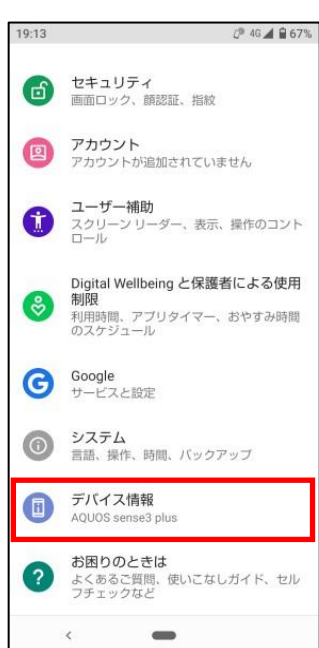 19:13
4G 67%
セキュリティ
画面ロック、顔認証、指紋
アカウント
アカウントが追加されていません
ユーザー補助
スクリーン リーダー、表示、操作のコント
ロール
Digital Wellbeing と保護者による使用
制限
利用時間、アプリタイマー、おやすみ時間
のスケジュール
Google
サービスと設定
システム
言語、操作、時間、バックアップ
デバイス情報
AQUOS sense3 plus
お困りのときは
よくあるご質問、使いこなしガイド、セル
フチェックなど